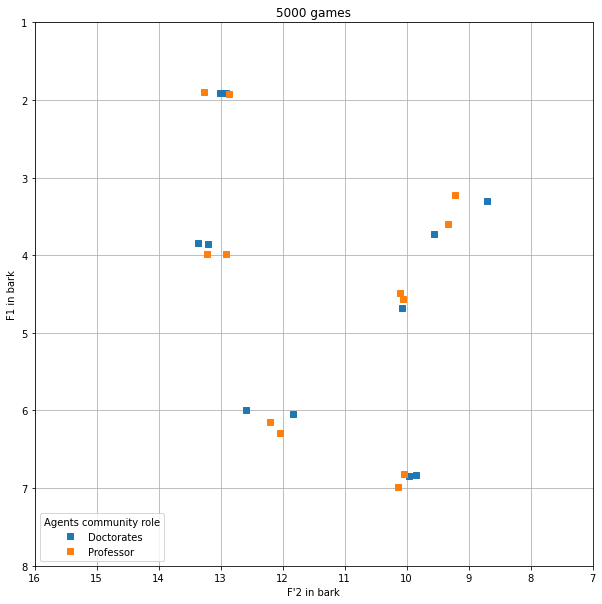 5000 games
1
2
3
4
5
6
7
8
F1 in bark
Agents community role
Doctorates
Professor
16 15 14 13 12 11 10 9 8 7
F'2 in bark